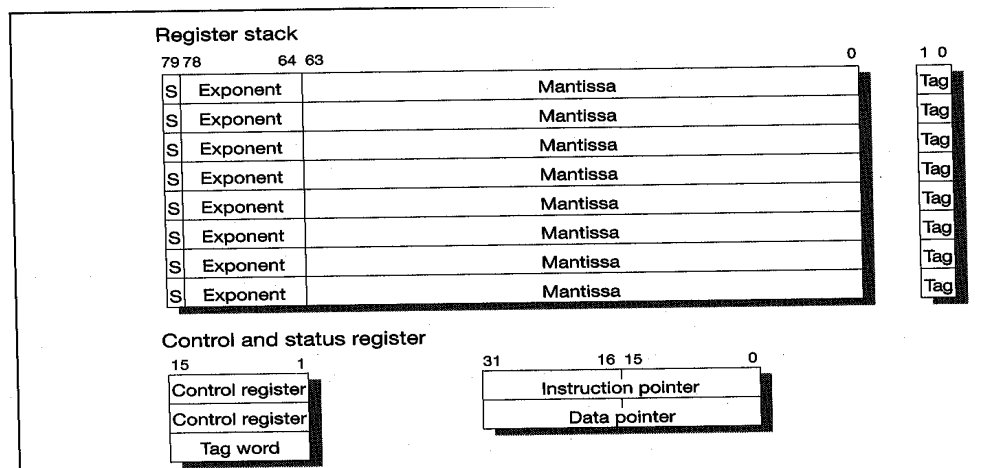 Register stack
79 78 64 63 0 1 0
S Exponent Mantissa Tag
S Exponent Mantissa Tag
S Exponent Mantissa Tag
S Exponent Mantissa Tag
S Exponent Mantissa Tag
S Exponent Mantissa Tag
S Exponent Mantissa Tag
S Exponent Mantissa Tag
Control and status register
15 1 31 16 15 0
Control register Instruction pointer
Control register Data pointer
Tag word